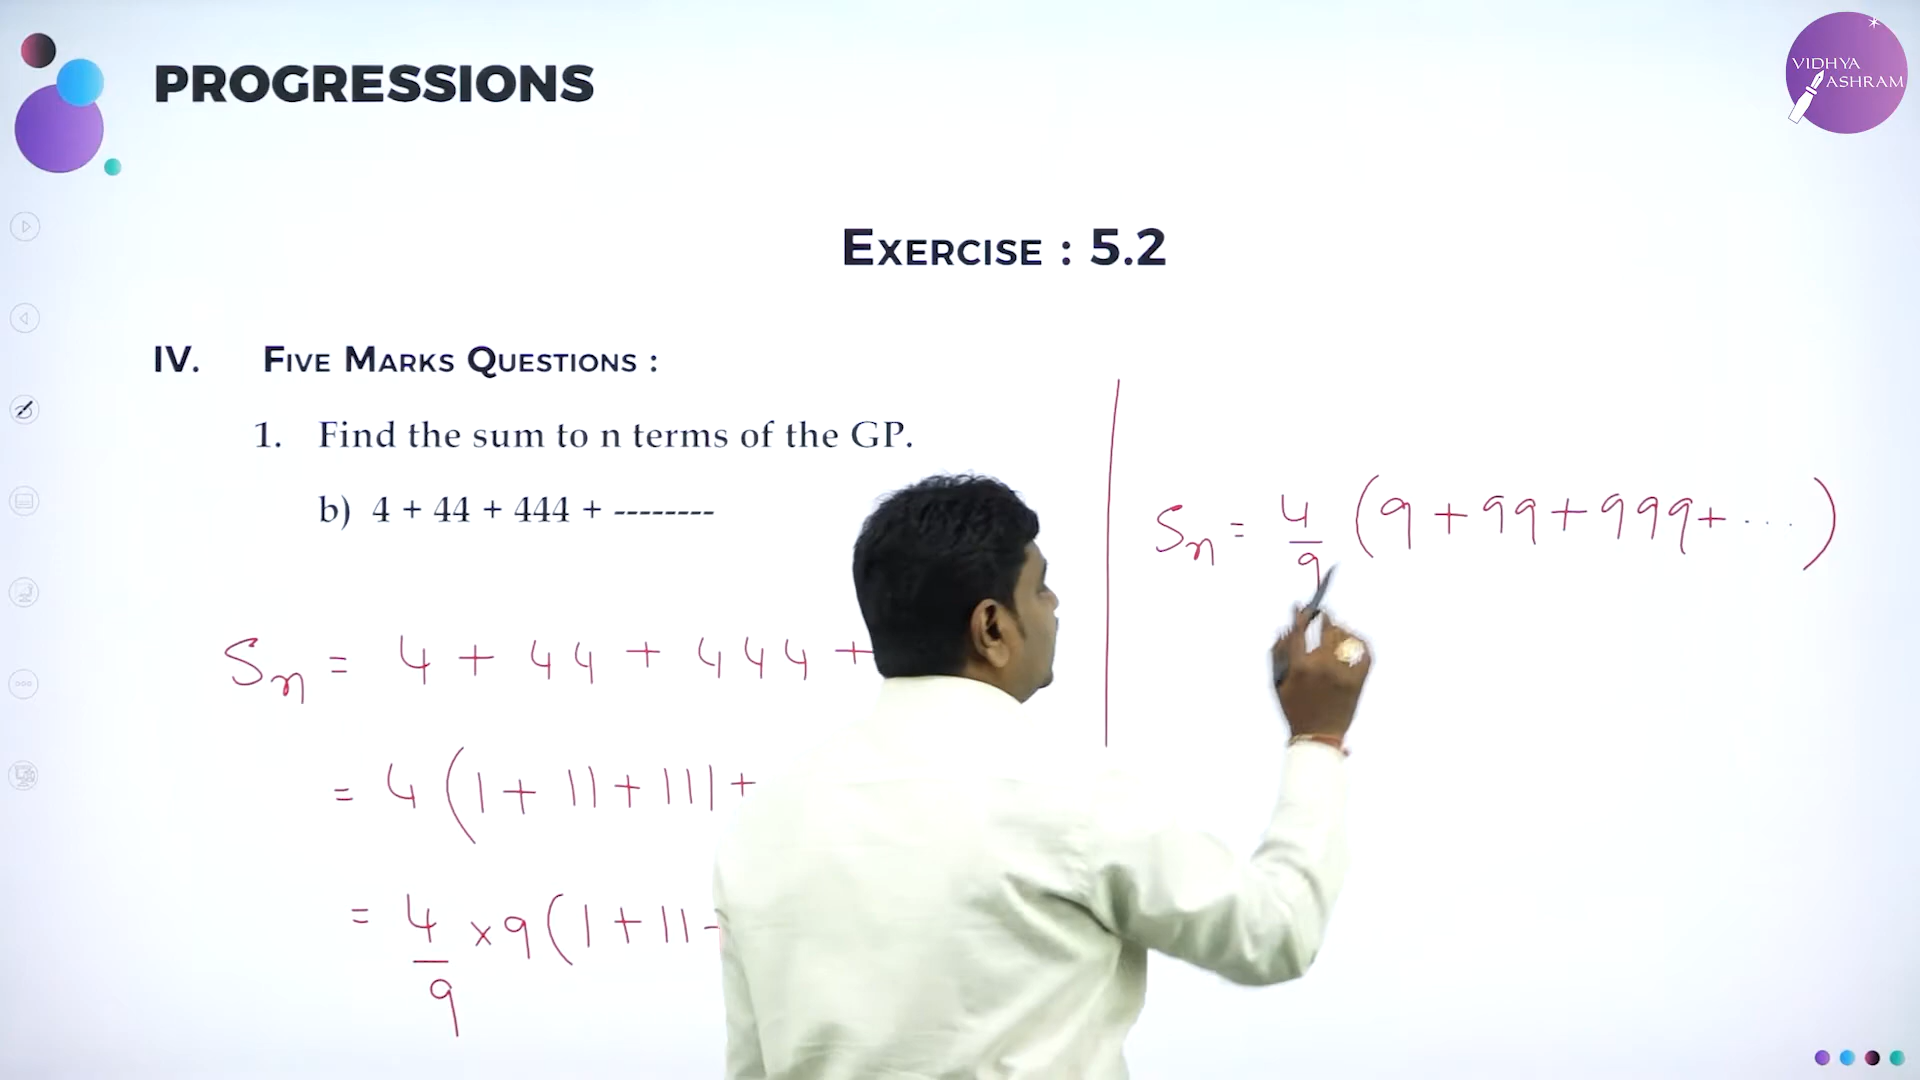 PROGRESSIONS
VIDHYA
ASHRAM
EXERCISE : 5.2
IV. FIVE MARKS QUESTIONS :
1. Find the sum to n terms of the GP.
b) 4 + 44 + 444 + --------
Sn = 4 + 44 + 444 +
= 4 ( 1 + 11 + 111 +
= 4/9 × 9 ( 1 + 11 -
Sn = 4/9 ( 9 + 99 + 999 + .... )